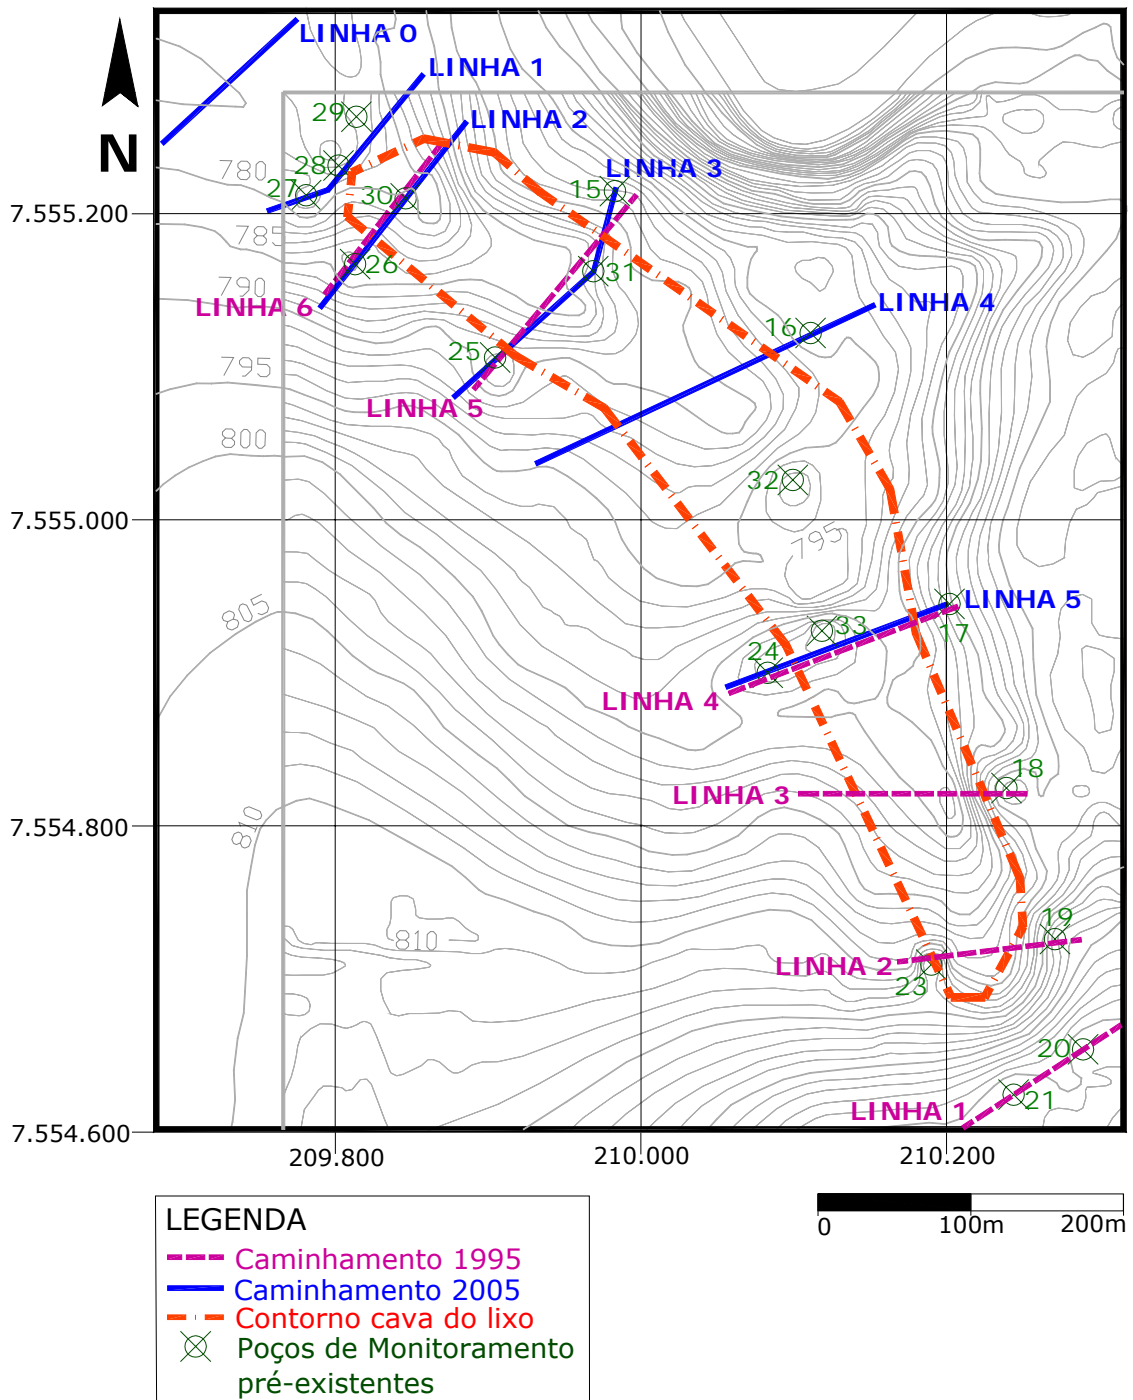 LINHA 0
LINHA 1
LINHA 2
29
LINHA 3
28
780
27
15
30
7.555.200
785
26
31
790
LINHA 6
LINHA 4
16
25
795
LINHA 5
800
32
7.555.000
795
805
LINHA 5
33
17
24
LINHA 4
18
LINHA 3
7.554.800
810
19
810
LINHA 2
23
20
21
LINHA 1
7.554.600
209.800
210.000
210.200
N
0
100m
200m
LEGENDA
Caminhamento 1995
Caminhamento 2005
Contorno cava do lixo
Poços de Monitoramento
pré-existentes